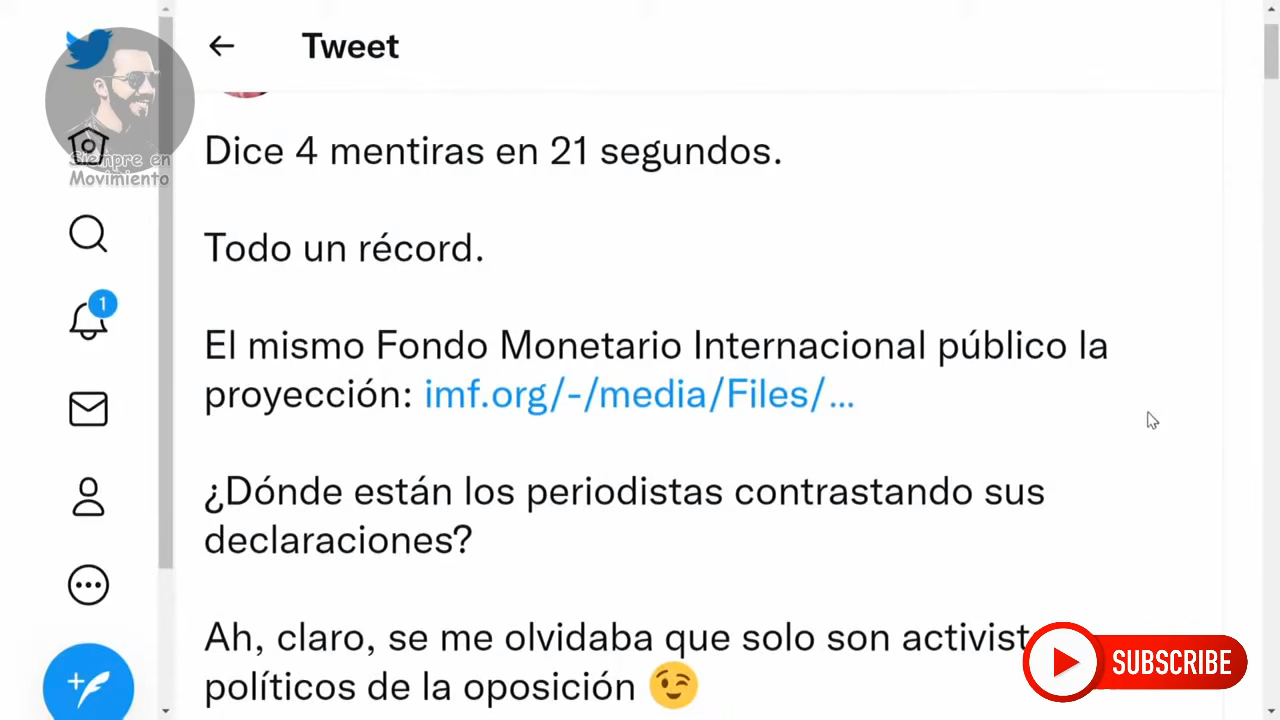 Tweet
Siempre en
Movimiento
1
Dice 4 mentiras en 21 segundos.
Todo un récord.
El mismo Fondo Monetario Internacional público la
proyección: imf.org/-/media/Files/...
¿Dónde están los periodistas contrastando sus
declaraciones?
Ah, claro, se me olvidaba que solo son
políticos de la oposición
SUBSCRIBE